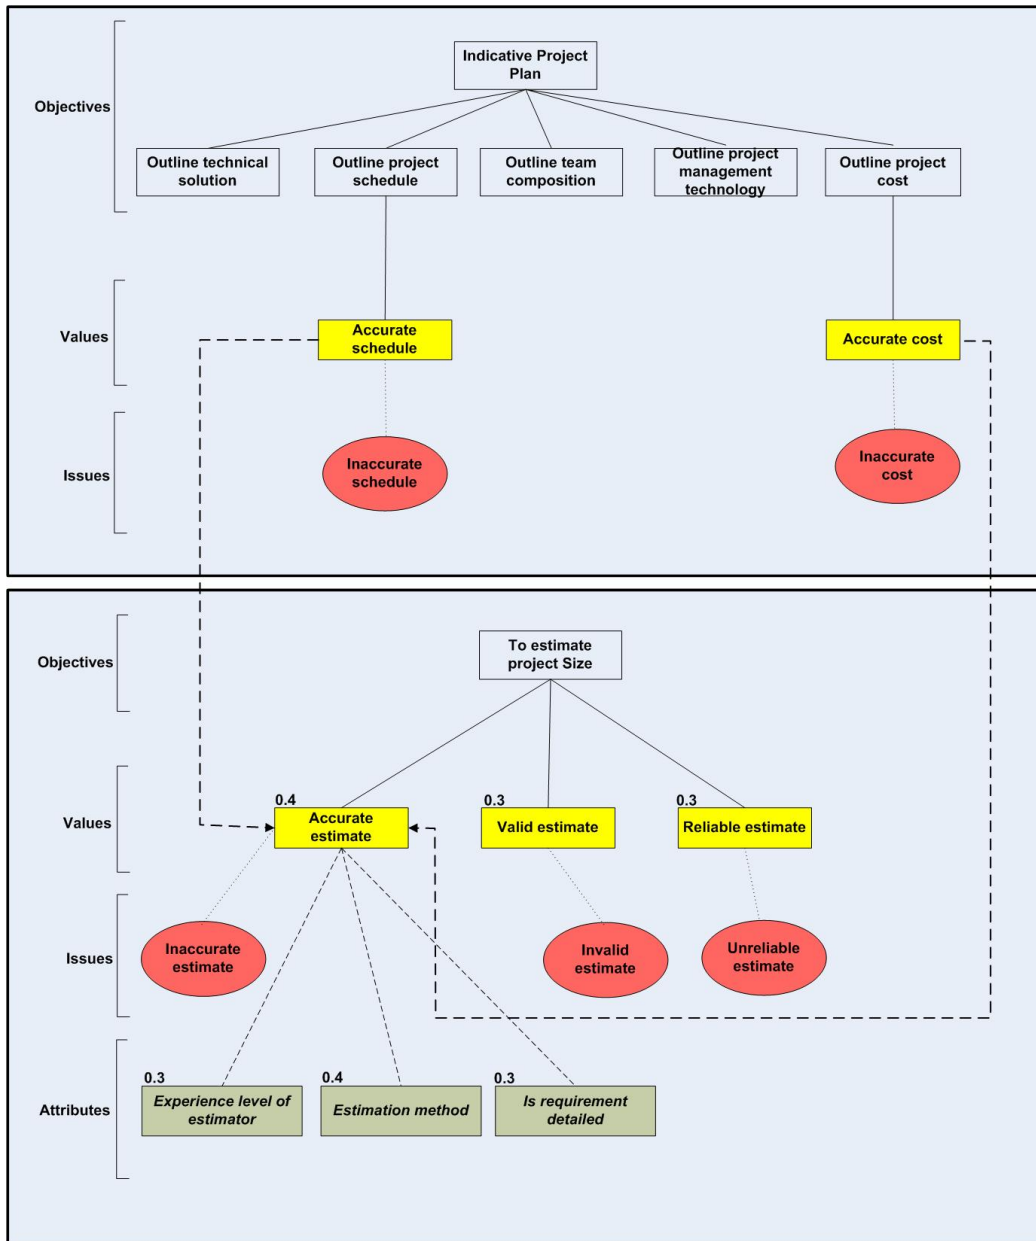 Indicative Project
Plan
Objectives
Outline technical
solution
Outline project
schedule
Outline team
composition
Outline project
management
technology
Outline project
cost
Values
Accurate
schedule
Accurate cost
Issues
Inaccurate
schedule
Inaccurate
cost
Objectives
To estimate
project Size
Values
0.4
Accurate
estimate
0.3
Valid estimate
0.3
Reliable estimate
Issues
Inaccurate
estimate
Invalid
estimate
Unreliable
estimate
Attributes
0.3
Experience level of
estimator
0.4
Estimation method
0.3
Is requirement
detailed